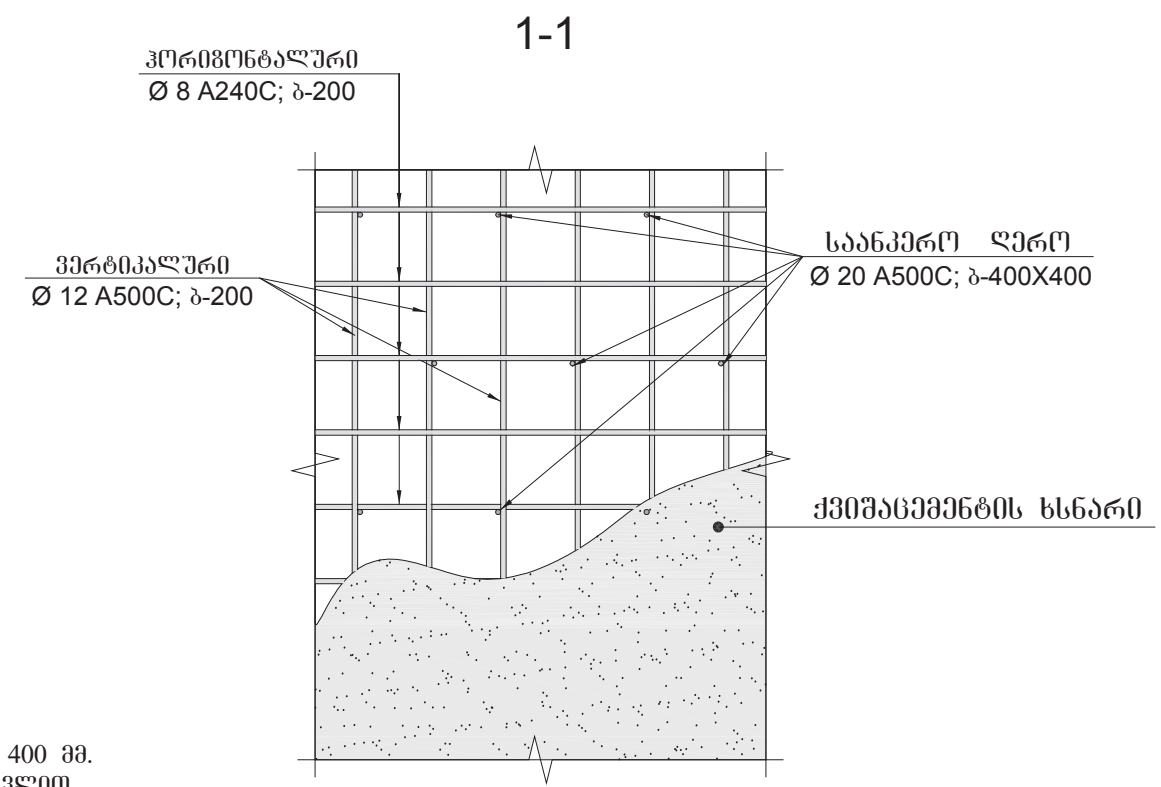 1-1
ჰორიზონტალური
Ø 8 A240C; ბ-200
საანკერო ღერო
Ø 20 A500C; ბ-400X400
ვერტიკალური
Ø 12 A500C; ბ-200
ქვიშაცემენტის ხსნარი
400 მმ.